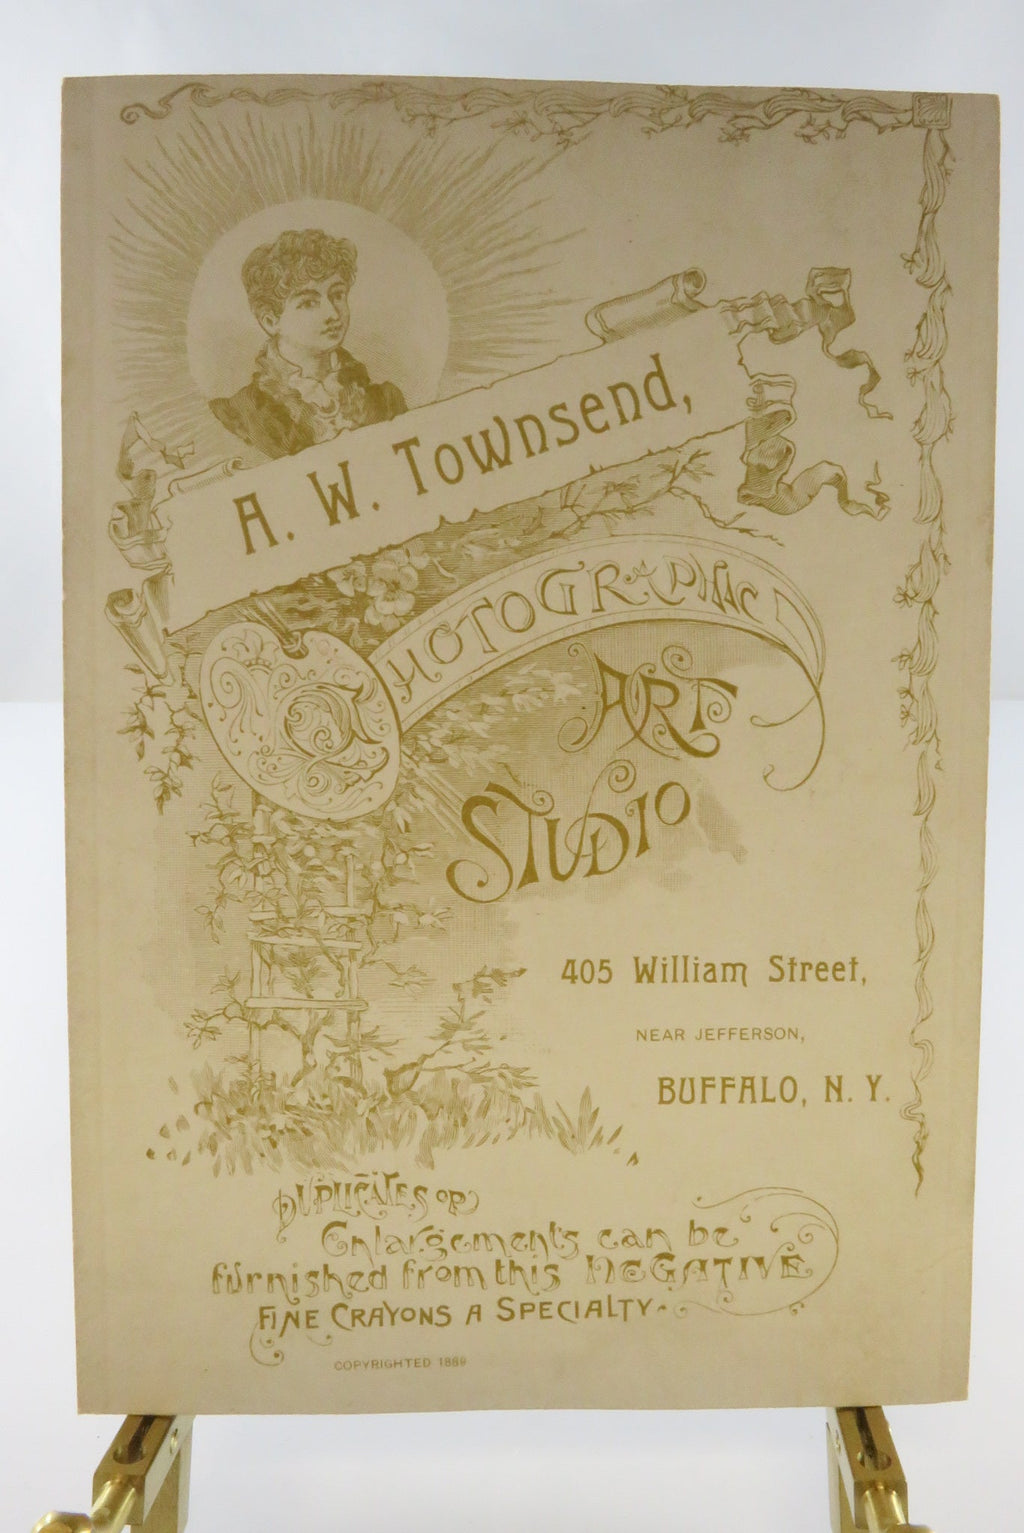 A. W. Townsend,
PHOTOGRAPHIC
ART
STUDIO
405 William Street,
NEAR JEFFERSON,
BUFFALO, N. Y.
DUPLICATES OR
Enlargements can be
furnished from this NEGATIVE
FINE CRAYONS A SPECIALTY.
COPYRIGHTED 1889